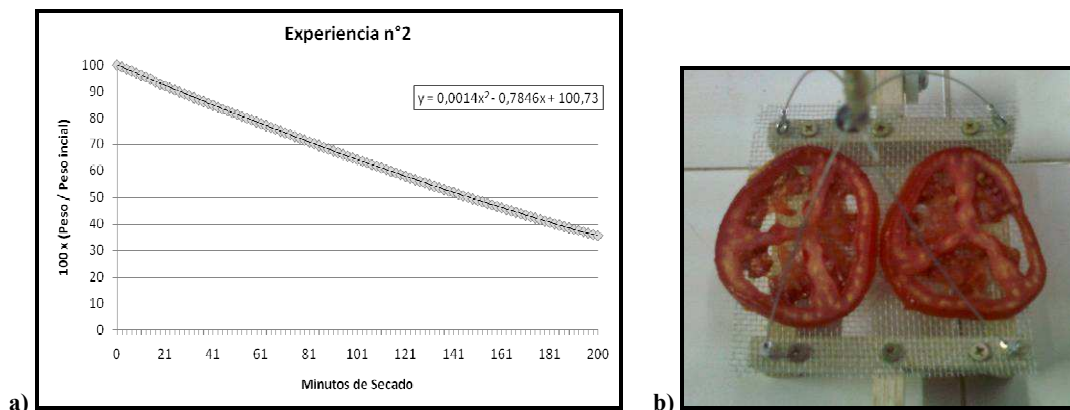 Experiencia n°2
100 x (Peso / Peso incial)
100
90
80
70
60
50
40
30
20
10
0
y = 0,0014x² - 0,7846x + 100,73
0 21 41 61 81 101 121 141 161 181 200
Minutos de Secado
a)
b)